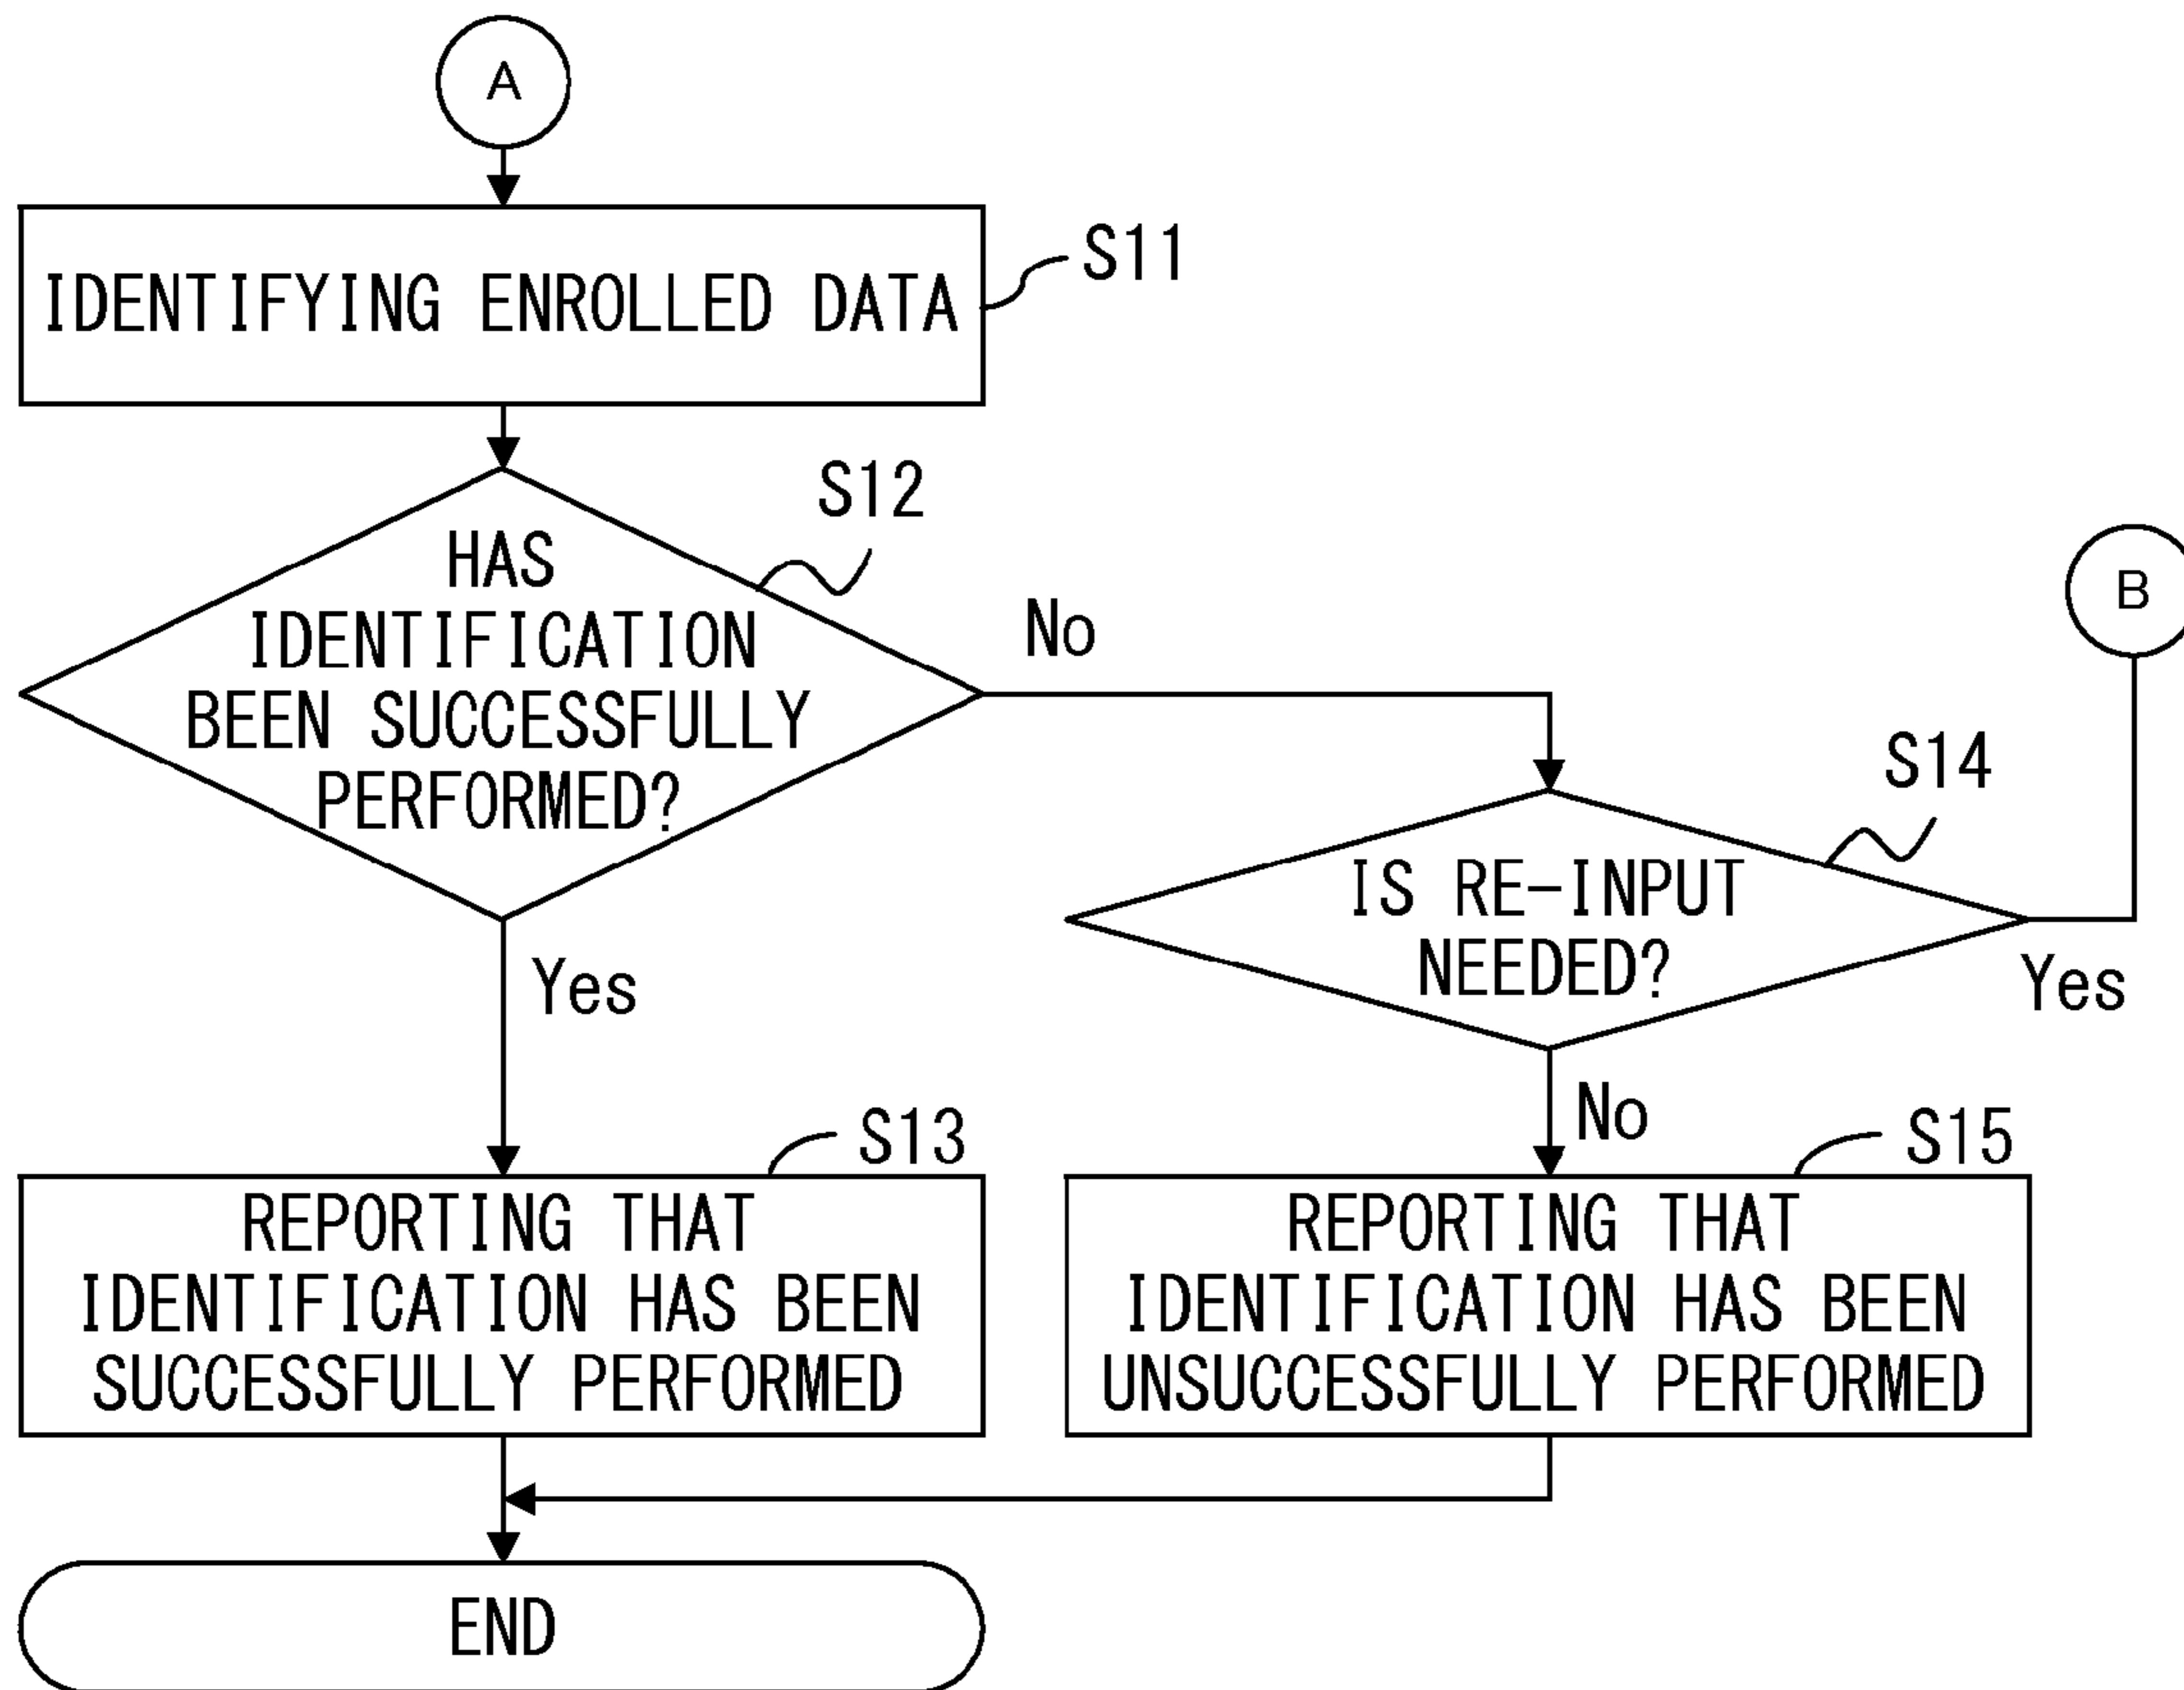 A
IDENTIFYING ENROLLED DATA
S11
S12
HAS
IDENTIFICATION
BEEN SUCCESSFULLY
PERFORMED?
No
B
Yes
S14
IS RE-INPUT
NEEDED?
Yes
No
S13
REPORTING THAT
IDENTIFICATION HAS BEEN
SUCCESSFULLY PERFORMED
S15
REPORTING THAT
IDENTIFICATION HAS BEEN
UNSUCCESSFULLY PERFORMED
END